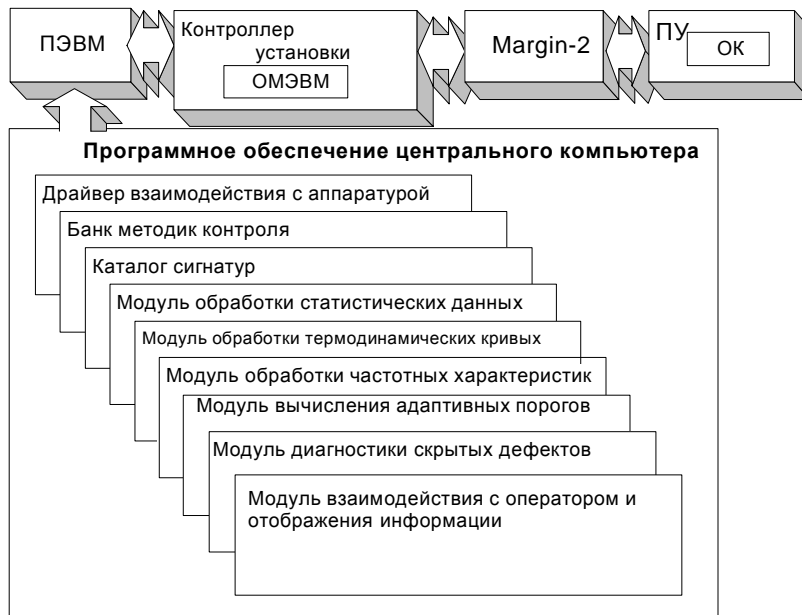 ПЭВМ
Контроллер
установки
ОМЭВМ
Margin-2
ПУ
ОК
Программное обеспечение центрального компьютера
Драйвер взаимодействия с аппаратурой
Банк методик контроля
Каталог сигнатур
Модуль обработки статистических данных
Модуль обработки термодинамических кривых
Модуль обработки частотных характеристик
Модуль вычисления адаптивных порогов
Модуль диагностики скрытых дефектов
Модуль взаимодействия с оператором и
отображения информации